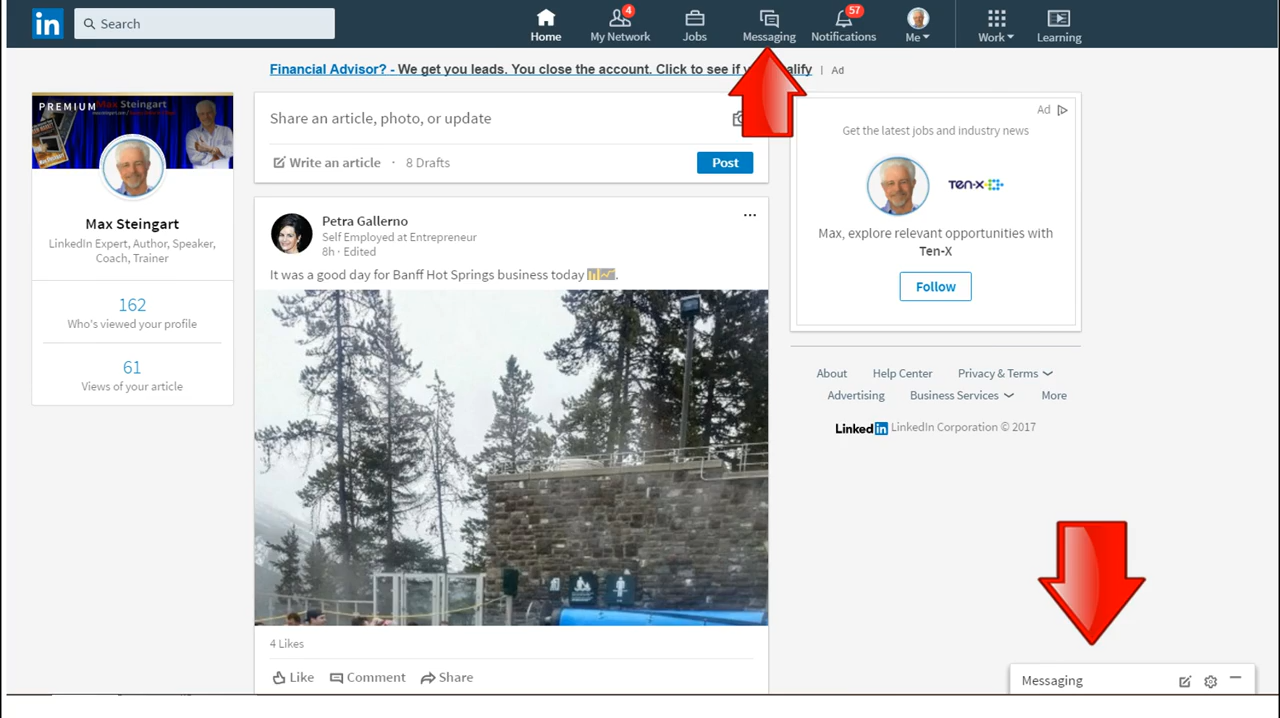 in Search
Home
4
My Network
Jobs
Messaging
57
Notifications
Me
Work
Learning
Financial Advisor? - We get you leads. You close the account. Click to see if y alify | Ad
PREMIUM Max Steingart
Max Steingart
LinkedIn Expert, Author, Speaker,
Coach, Trainer
162
Who's viewed your profile
61
Views of your article
Share an article, photo, or update
Write an article · 8 Drafts
Post
Petra Gallerno
Self Employed at Entrepreneur
8h · Edited
It was a good day for Banff Hot Springs business today .
4 Likes
Like Comment Share
Ad
Get the latest jobs and industry news
TEN-X
Max, explore relevant opportunities with
Ten-X
Follow
About Help Center Privacy & Terms
Advertising Business Services More
Linked in LinkedIn Corporation © 2017
Messaging